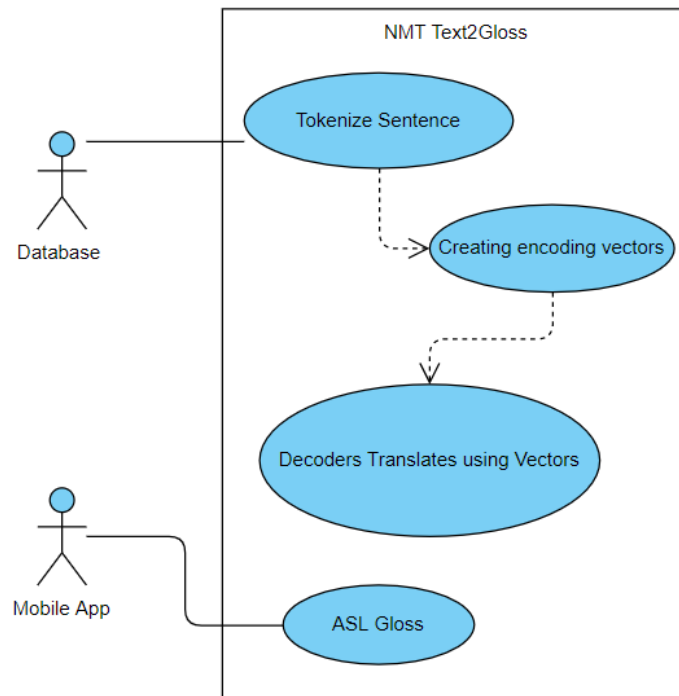 NMT Text2Gloss
Tokenize Sentence
Database
Creating encoding vectors
Decoders Translates using Vectors
Mobile App
ASL Gloss